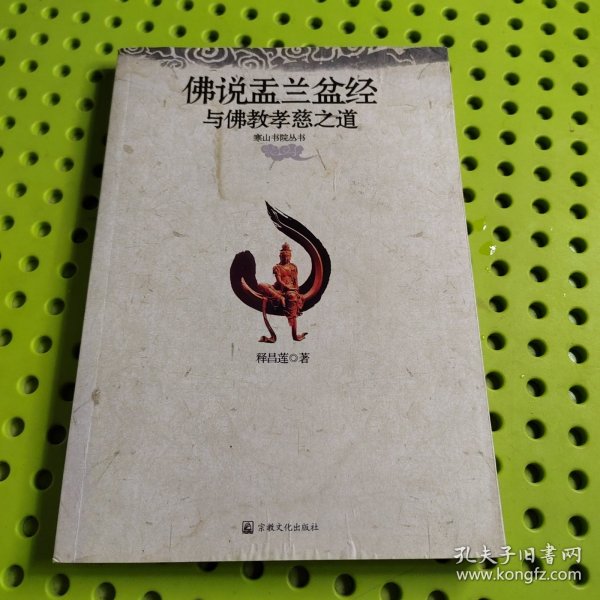 佛说盂兰盆经
与佛教孝慈之道
寒山书院丛书
释昌莲◎著
宗教文化出版社
孔夫子旧書网
www.kongfz.com